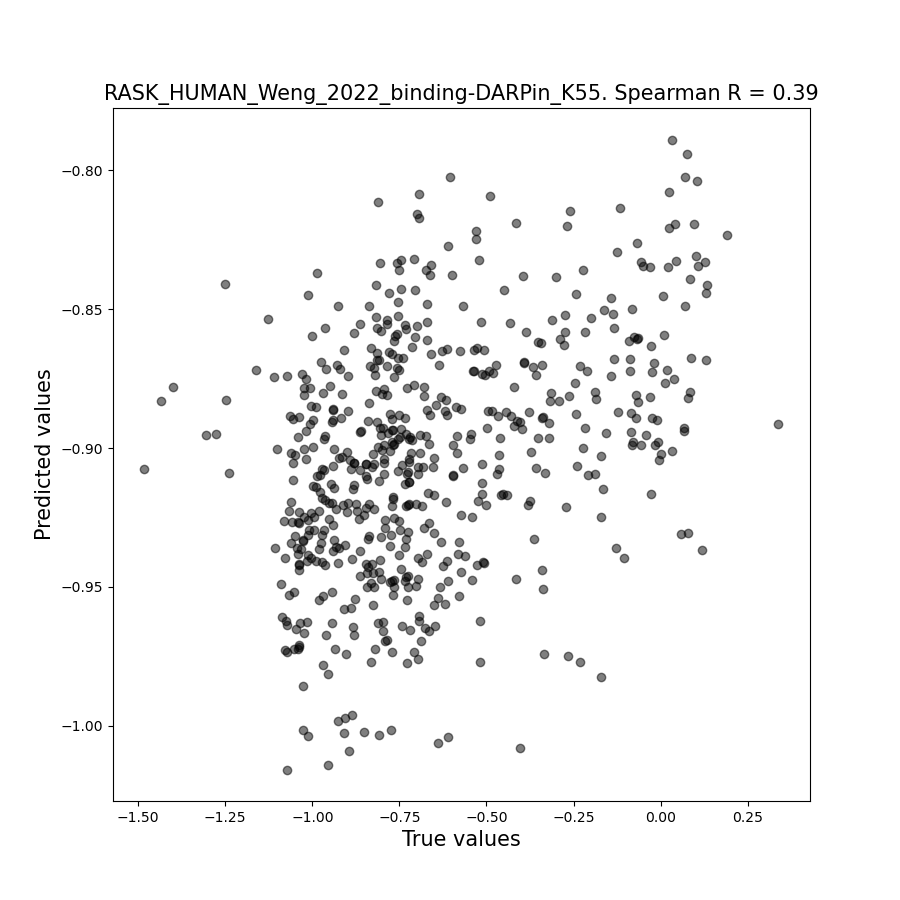 RASK_HUMAN_Weng_2022_binding-DARPin_K55. Spearman R = 0.39
−0.80
−0.85
−0.90
−0.95
−1.00
Predicted values
−1.50 −1.25 −1.00 −0.75 −0.50 −0.25 0.00 0.25
True values